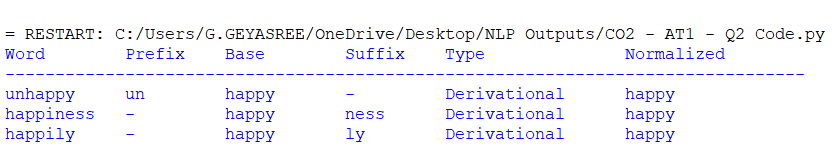 = RESTART: C:/Users/G.GEYASREE/OneDrive/Desktop/NLP Outputs/CO2 - AT1 - Q2 Code.py
Word        Prefix    Base        Suffix    Type              Normalized
--------------------------------------------------------------------------------
unhappy     un        happy       -         Derivational      happy
happiness   -         happy       ness      Derivational      happy
happily     -         happy       ly        Derivational      happy